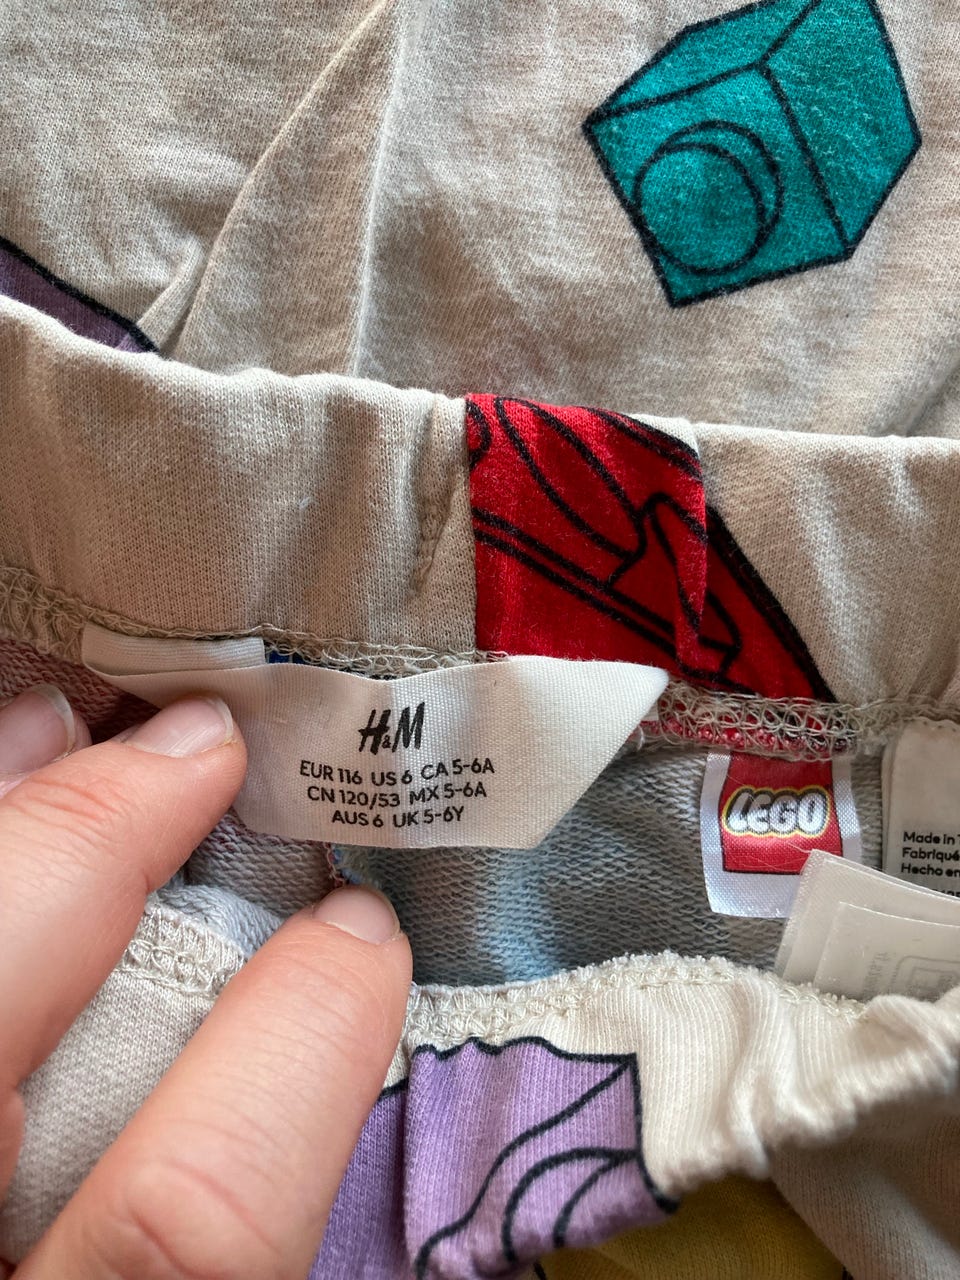 H&M
EUR 116 US 6 CA 5-6A
CN 120/53 MX 5-6A
AUS 6 UK 5-6Y
LEGO
Made in
Fabriqué
Hecho en